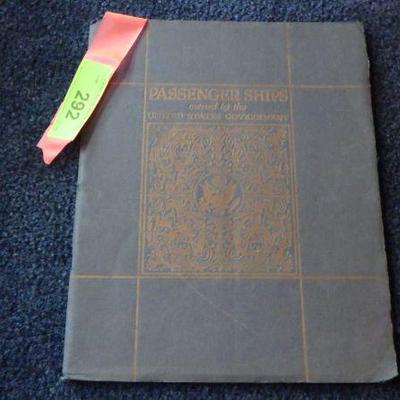 PASSENGER SHIPS
owned by the
UNITED STATES GOVERNMENT
292